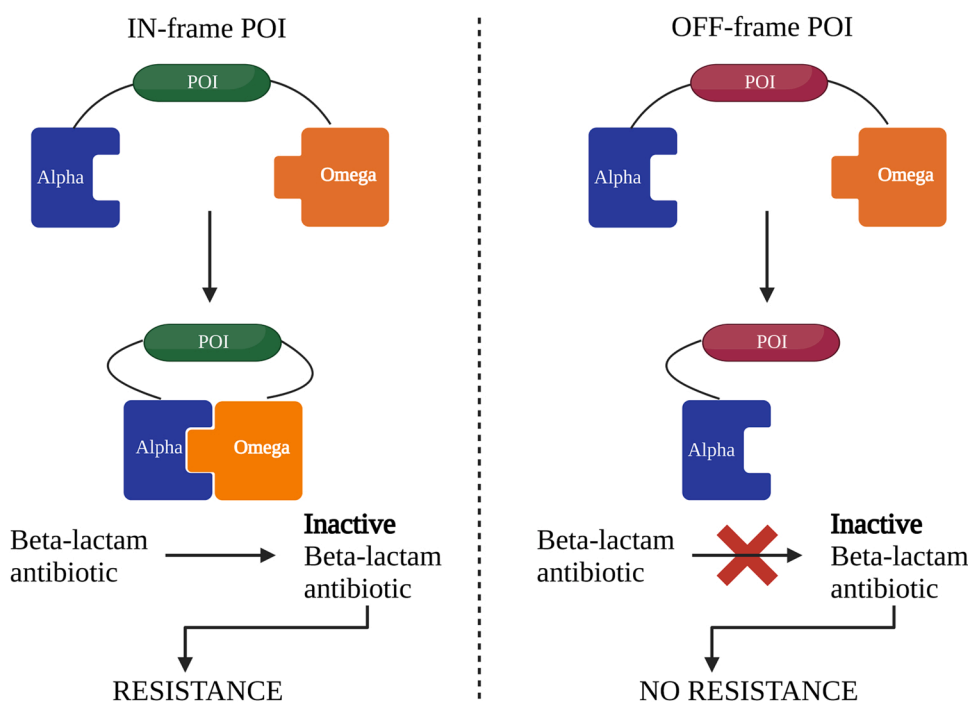 IN-frame POI
POI
Alpha
Omega
POI
Alpha
Omega
Beta-lactam
antibiotic
Inactive
Beta-lactam
antibiotic
RESISTANCE
OFF-frame POI
POI
Alpha
Omega
POI
Alpha
Beta-lactam
antibiotic
Inactive
Beta-lactam
antibiotic
NO RESISTANCE